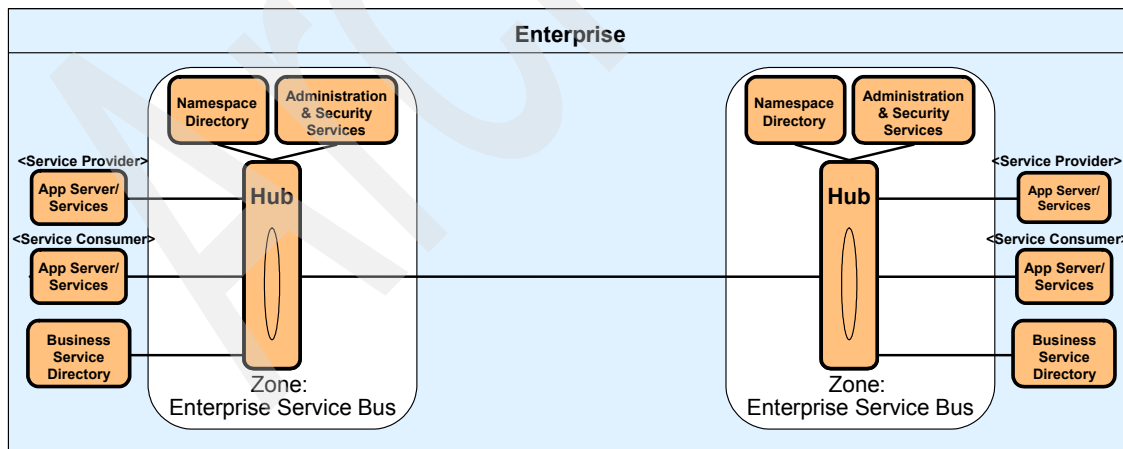 Enterprise
Namespace
Directory
Administration
& Security
Services
<Service Provider>
App Server/
Services
Hub
<Service Consumer>
App Server/
Services
Business
Service
Directory
Zone:
Enterprise Service Bus
Namespace
Directory
Administration
& Security
Services
<Service Provider>
Hub
App Server/
Services
<Service Consumer>
App Server/
Services
Business
Service
Directory
Zone:
Enterprise Service Bus